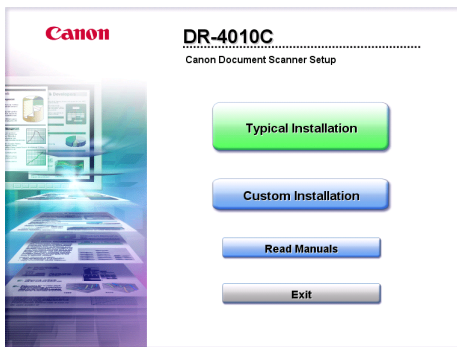 Canon
DR-4010C
Canon Document Scanner Setup
Typical Installation
Custom Installation
Read Manuals
Exit